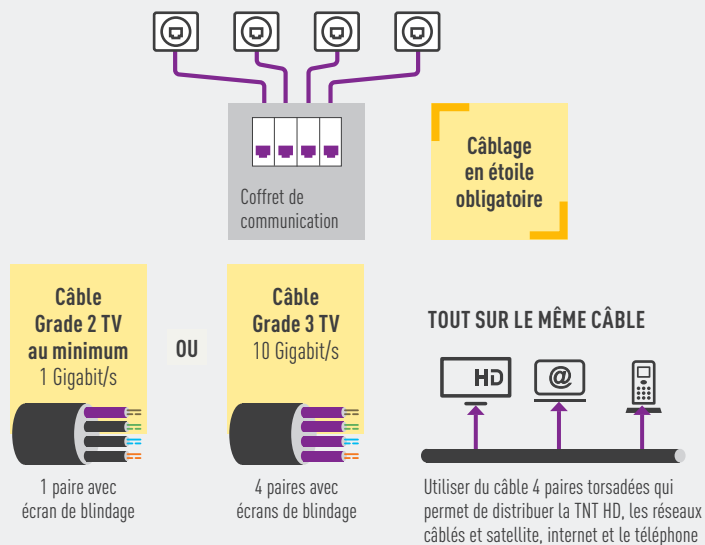 Coffret de
communication
Câblage
en étoile
obligatoire
Câble
Grade 2 TV
au minimum
1 Gigabit/s
1 paire avec
écran de blindage
OU
Câble
Grade 3 TV
10 Gigabit/s
4 paires avec
écrans de blindage
TOUT SUR LE MÊME CÂBLE
HD
@
Utiliser du câble 4 paires torsadées qui
permet de distribuer la TNT HD, les réseaux
câblés et satellite, internet et le téléphone